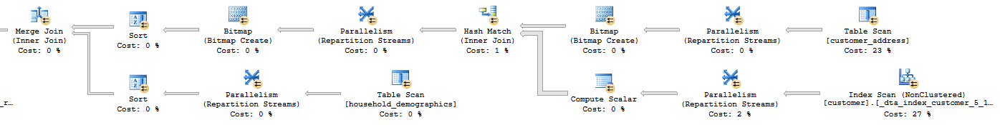 Merge Join
(Inner Join)
Cost: 0 %
Sort
Cost: 0 %
Bitmap
(Bitmap Create)
Cost: 0 %
Parallelism
(Repartition Streams)
Cost: 0 %
Hash Match
(Inner Join)
Cost: 1 %
Bitmap
(Bitmap Create)
Cost: 0 %
Parallelism
(Repartition Streams)
Cost: 0 %
Table Scan
[customer_address]
Cost: 23 %
_r…
Sort
Cost: 0 %
Parallelism
(Repartition Streams)
Cost: 0 %
Table Scan
[household_demographics]
Cost: 0 %
Compute Scalar
Cost: 0 %
Parallelism
(Repartition Streams)
Cost: 2 %
Index Scan (NonClustered)
[customer].[_dta_index_customer_5_1…
Cost: 27 %